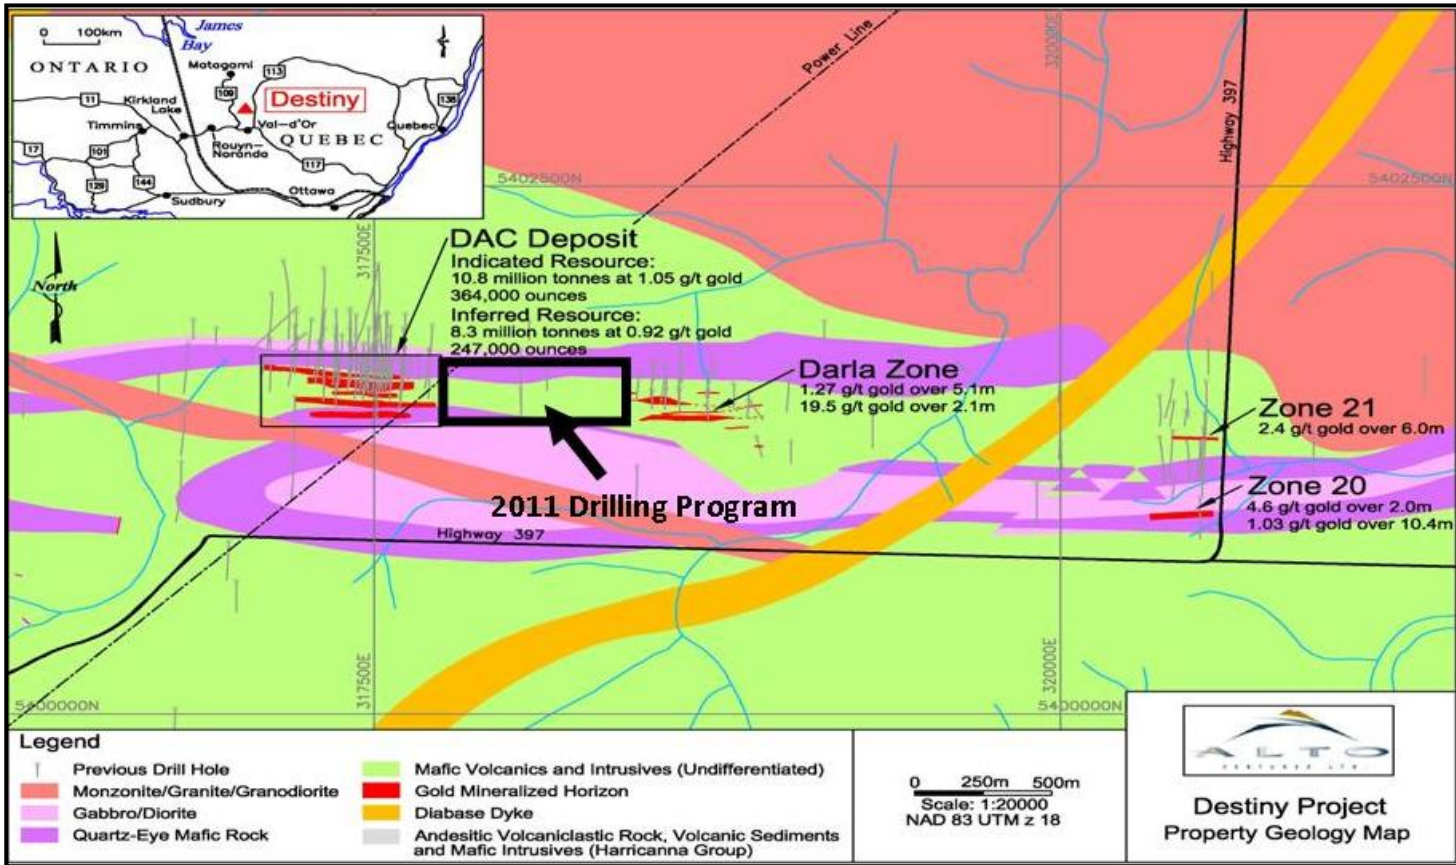 0 100km
James
Bay
ONTARIO
Matagami
113
109
Destiny
11
Kirkland
Lake
138
Timmins
Val-d'Or
Quebec
QUEBEC
Rouyn-
Noranda
17
101
117
129
144
Ottawa
Sudbury
Power Line
320000E
Highway 397
5402500N
5402500N
317500E
North
DAC Deposit
Indicated Resource:
10.8 million tonnes at 1.05 g/t gold
364,000 ounces
Inferred Resource:
8.3 million tonnes at 0.92 g/t gold
247,000 ounces
Darla Zone
1.27 g/t gold over 5.1m
19.5 g/t gold over 2.1m
Zone 21
2.4 g/t gold over 6.0m
2011 Drilling Program
Zone 20
4.6 g/t gold over 2.0m
1.03 g/t gold over 10.4m
Highway 397
317500E
320000E
5400000N
5400000N
Legend
Previous Drill Hole
Monzonite/Granite/Granodiorite
Gabbro/Diorite
Quartz-Eye Mafic Rock
Mafic Volcanics and Intrusives (Undifferentiated)
Gold Mineralized Horizon
Diabase Dyke
Andesitic Volcaniclastic Rock, Volcanic Sediments
and Mafic Intrusives (Harricanna Group)
0 250m 500m
Scale: 1:20000
NAD 83 UTM z 18
ALTO
VENTURES LTD.
Destiny Project
Property Geology Map